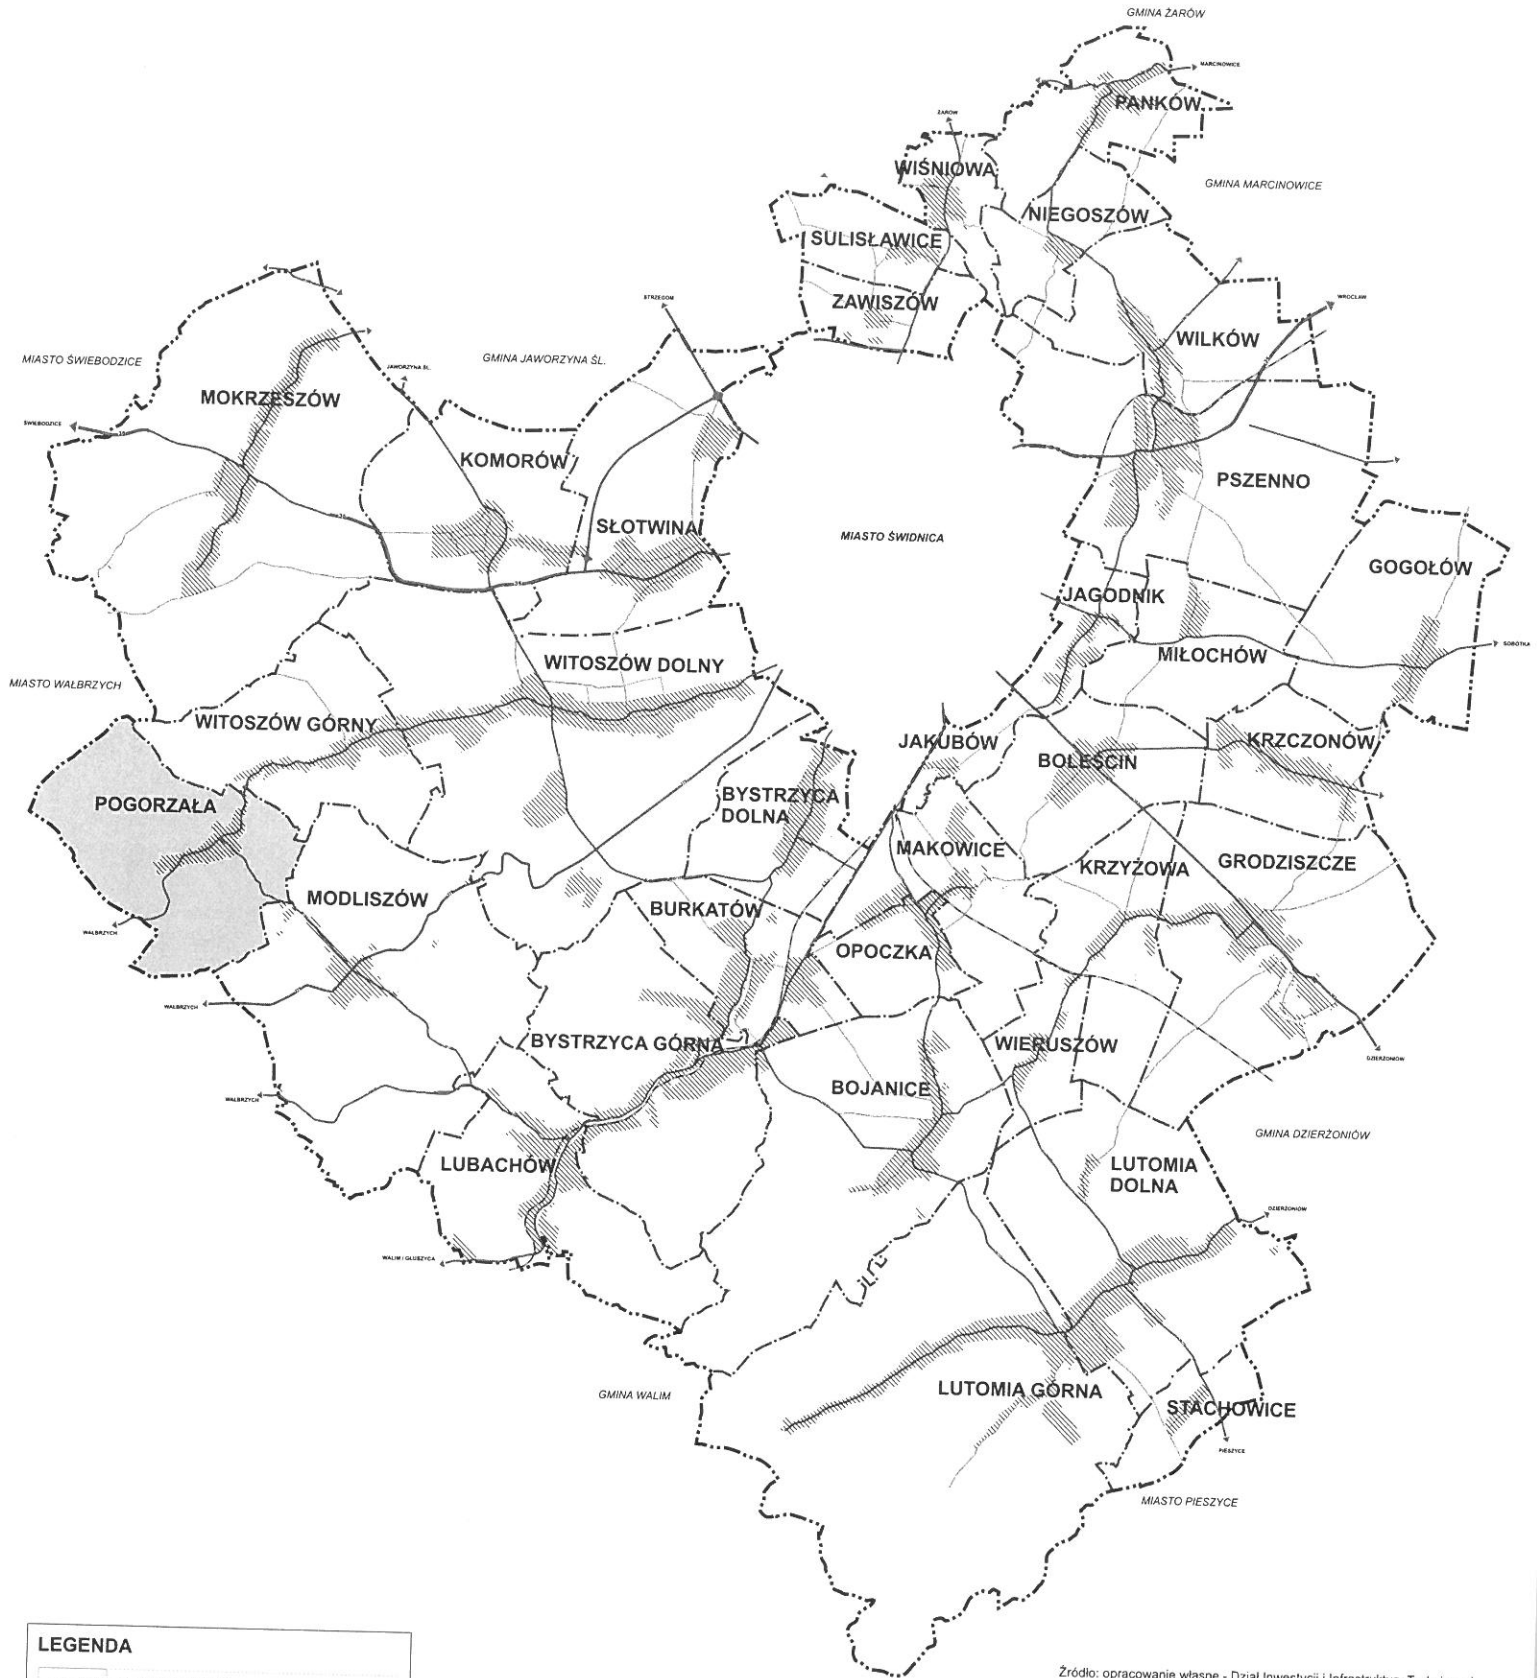 GMINA ŻARÓW
MARCINOWICE
PANKÓW
ŻARÓW
WIŚNIOWA
GMINA MARCINOWICE
NIEGOSZÓW
SULISŁAWICE
ZAWISZÓW
STRZEGOM
WROCŁAW
WILKÓW
MIASTO ŚWIEBODZICE
GMINA JAWORZYNA ŚL.
JAWORZYNA ŚL.
MOKRZESZÓW
ŚWIEBODZICE
KOMORÓW
PSZENNO
SŁOTWINA
MIASTO ŚWIDNICA
GOGOŁÓW
JAGODNIK
SOBÓTKA
MIŁOCHÓW
WITOSZÓW DOLNY
MIASTO WAŁBRZYCH
WITOSZÓW GÓRNY
JAKUBÓW
KRZCZONÓW
BOLEŚCIN
POGORZAŁA
BYSTRZYCA
DOLNA
MAKOWICE
KRZYŻOWA
GRODZISZCZE
MODLISZÓW
BURKATÓW
WAŁBRZYCH
OPOCZKA
WAŁBRZYCH
BYSTRZYCA GÓRNA
WIERUSZÓW
DZIERŻONIÓW
BOJANICE
WAŁBRZYCH
GMINA DZIERŻONIÓW
LUBACHÓW
LUTOMIA
DOLNA
DZIERŻONIÓW
WALIM I GŁUSZYCA
GMINA WALIM
LUTOMIA GÓRNA
STACHOWICE
PIESZYCE
MIASTO PIESZYCE
LEGENDA
Źródło: opracowanie własne - Dział Inwestycji i Infrastruktury